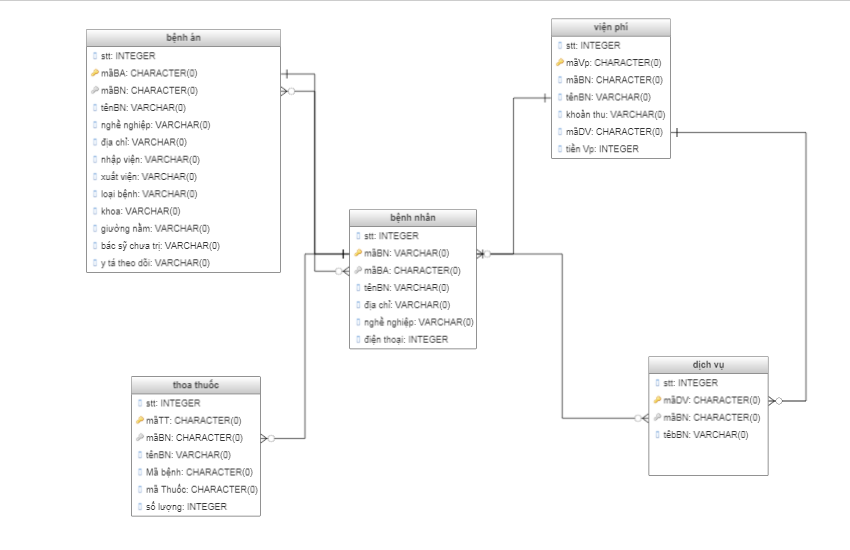 bệnh án
stt: INTEGER
mãBA: CHARACTER(0)
mãBN: CHARACTER(0)
tênBN: VARCHAR(0)
nghề nghiệp: VARCHAR(0)
địa chỉ: VARCHAR(0)
nhập viện: VARCHAR(0)
xuất viện: VARCHAR(0)
loại bệnh: VARCHAR(0)
khoa: VARCHAR(0)
giường nằm: VARCHAR(0)
bác sỹ chưa trị: VARCHAR(0)
y tá theo dõi: VARCHAR(0)
viện phí
stt: INTEGER
mãVp: CHARACTER(0)
mãBN: CHARACTER(0)
tênBN: VARCHAR(0)
khoản thu: VARCHAR(0)
mãDV: CHARACTER(0)
tiền Vp: INTEGER
bệnh nhân
stt: INTEGER
mãBN: VARCHAR(0)
mãBA: CHARACTER(0)
tênBN: VARCHAR(0)
địa chỉ: VARCHAR(0)
nghề nghiệp: VARCHAR(0)
điện thoại: INTEGER
thoa thuốc
stt: INTEGER
mãTT: CHARACTER(0)
mãBN: CHARACTER(0)
tênBN: VARCHAR(0)
Mã bệnh: CHARACTER(0)
mã Thuốc: CHARACTER(0)
số lượng: INTEGER
dịch vụ
stt: INTEGER
mãDV: CHARACTER(0)
mãBN: CHARACTER(0)
têbBN: VARCHAR(0)